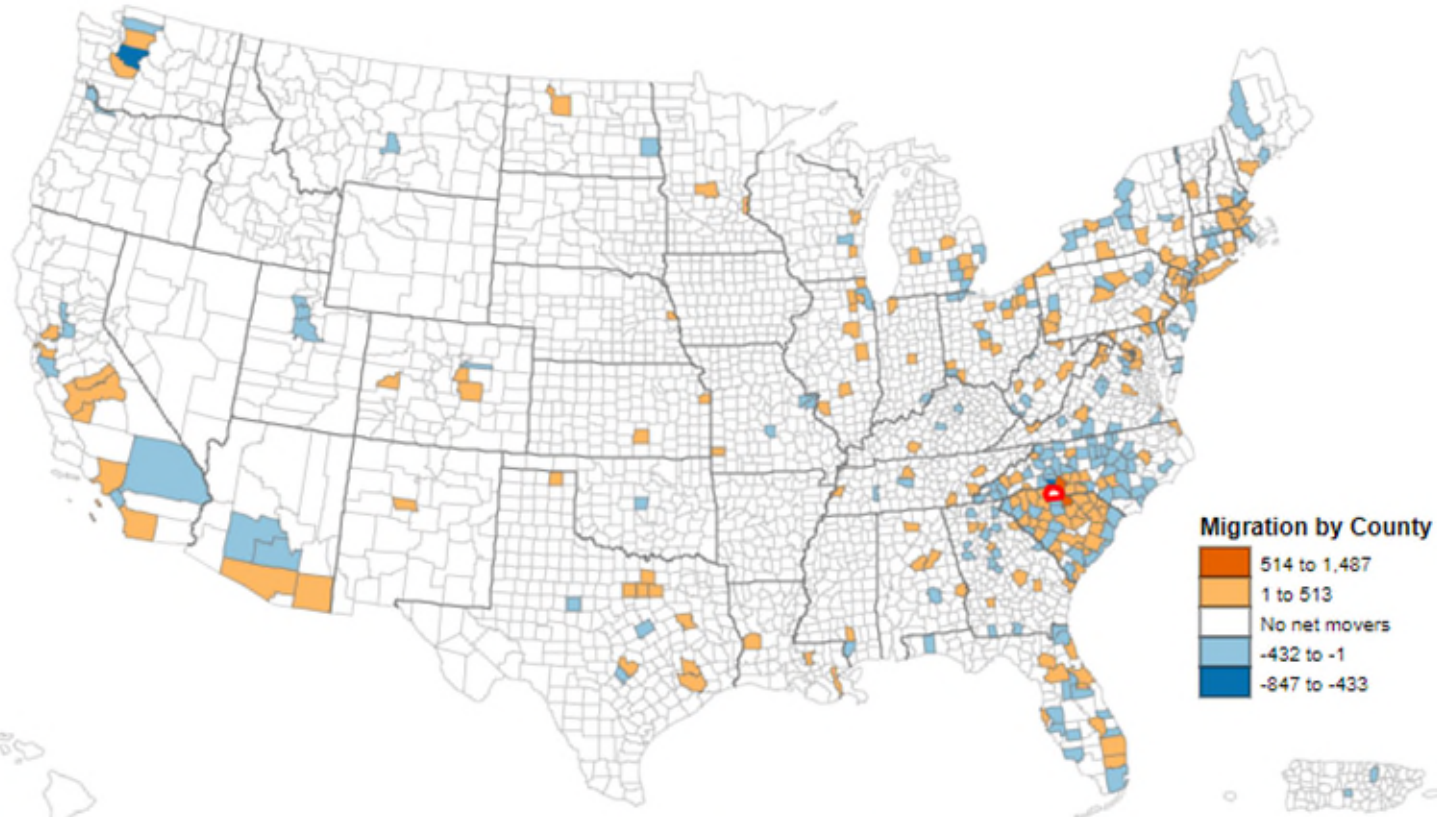 Migration by County
514 to 1,487
1 to 513
No net movers
-432 to -1
-847 to -433